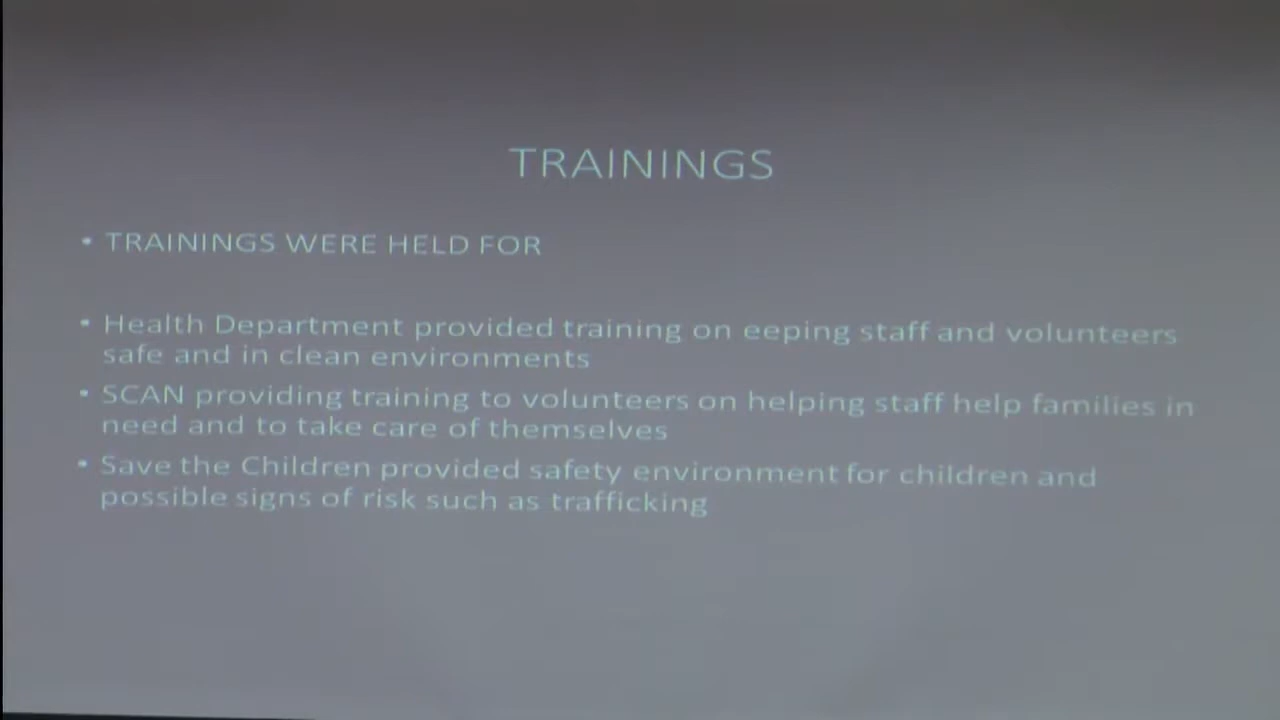 TRAININGS
• TRAININGS WERE HELD FOR
• Health Department provided training on eeping staff and volunteers
safe and in clean environments
• SCAN providing training to volunteers on helping staff help families in
need and to take care of themselves
• Save the Children provided safety environment for children and
possible signs of risk such as trafficking